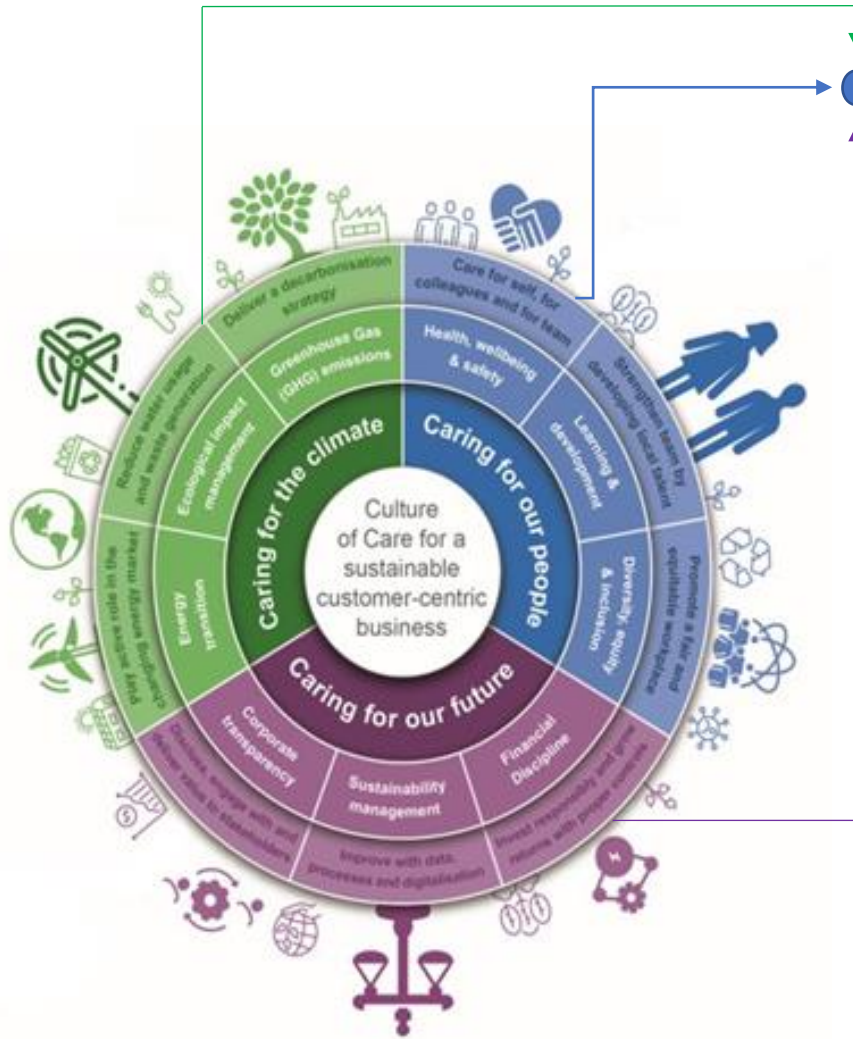 Culture
of Care for a
sustainable
customer-centric
business
Caring for the climate
Caring for our people
Caring for our future
Greenhouse Gas
(GHG) emissions
Ecological impact
management
Energy
transition
Health, wellbeing
& safety
Learning &
development
Diversity, equity
& inclusion
Financial
Discipline
Sustainability
management
Corporate
transparency
Deliver a decarbonisation
strategy
Reduce water usage
and waste generation
Play active role in the
changing energy market
Care for self, for
colleagues and for team
Strengthen team by
developing local talent
Promote a fair and
equitable workplace
Invest responsibly and grow
returns with proper controls
Improve with data,
processes and digitalisation
Disclose, engage with and
deliver value to stakeholders